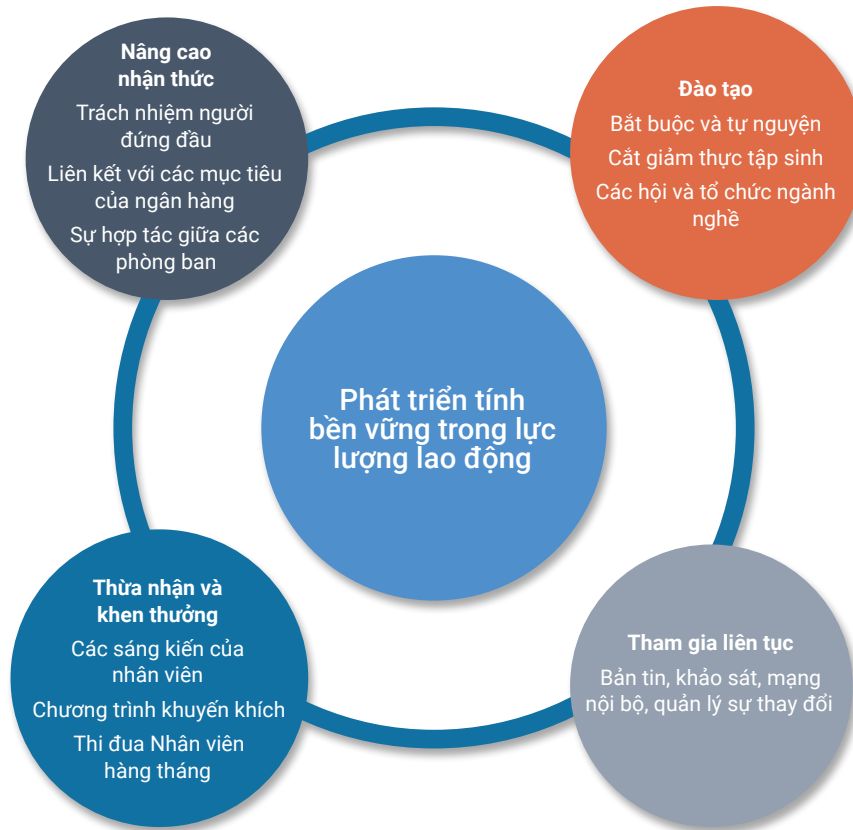 Nâng cao
nhận thức
Trách nhiệm người
đứng đầu
Liên kết với các mục tiêu
của ngân hàng
Sự hợp tác giữa các
phòng ban
Đào tạo
Bắt buộc và tự nguyện
Cắt giảm thực tập sinh
Các hội và tổ chức ngành
nghề
Phát triển tính
bền vững trong lực
lượng lao động
Thừa nhận và
khen thưởng
Các sáng kiến của
nhân viên
Chương trình khuyến khích
Thi đua Nhân viên
hàng tháng
Tham gia liên tục
Bản tin, khảo sát, mạng
nội bộ, quản lý sự thay đổi